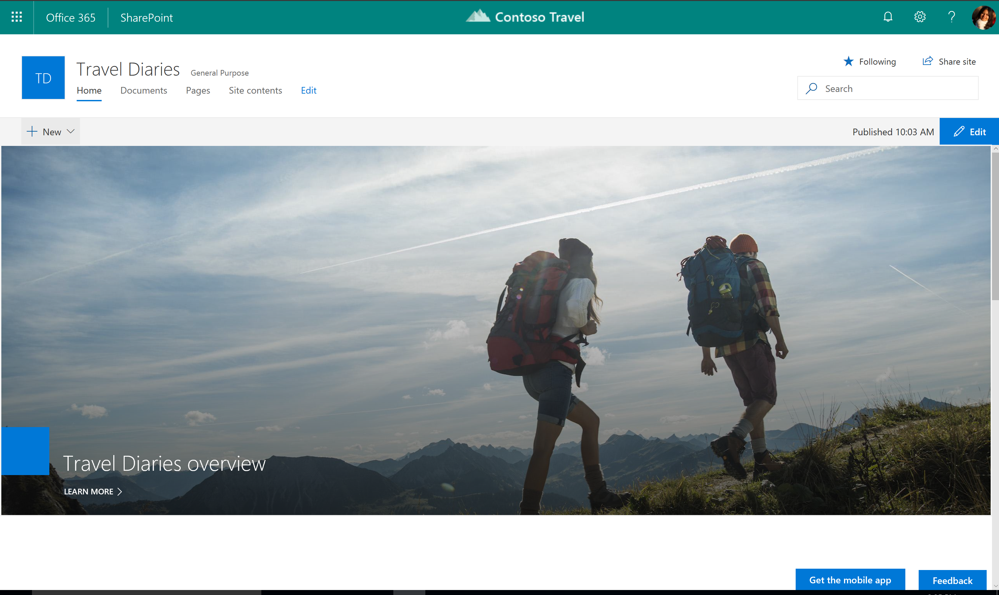 Office 365
SharePoint
Contoso Travel
TD
Travel Diaries
General Purpose
Following
Share site
Home
Documents
Pages
Site contents
Edit
Search
New
Published 10:03 AM
Edit
Travel Diaries overview
LEARN MORE
Get the mobile app
Feedback